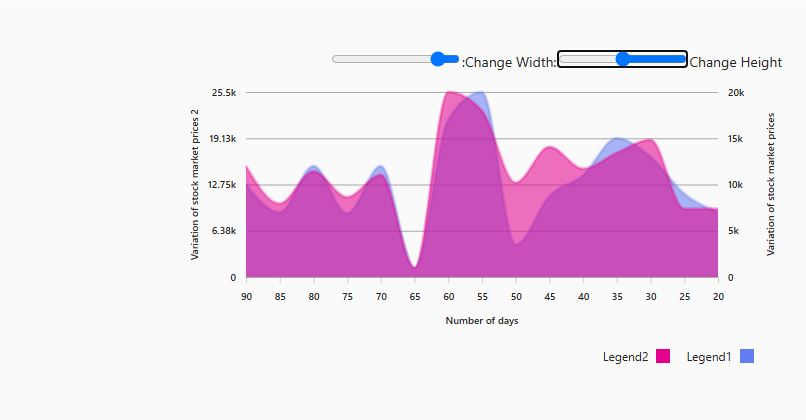 :Change Width: Change Height
25.5k
19.13k
12.75k
6.38k
0
Variation of stock market prices 2
20k
15k
10k
5k
0
Variation of stock market prices
90 85 80 75 70 65 60 55 50 45 40 35 30 25 20
Number of days
Legend2 Legend1